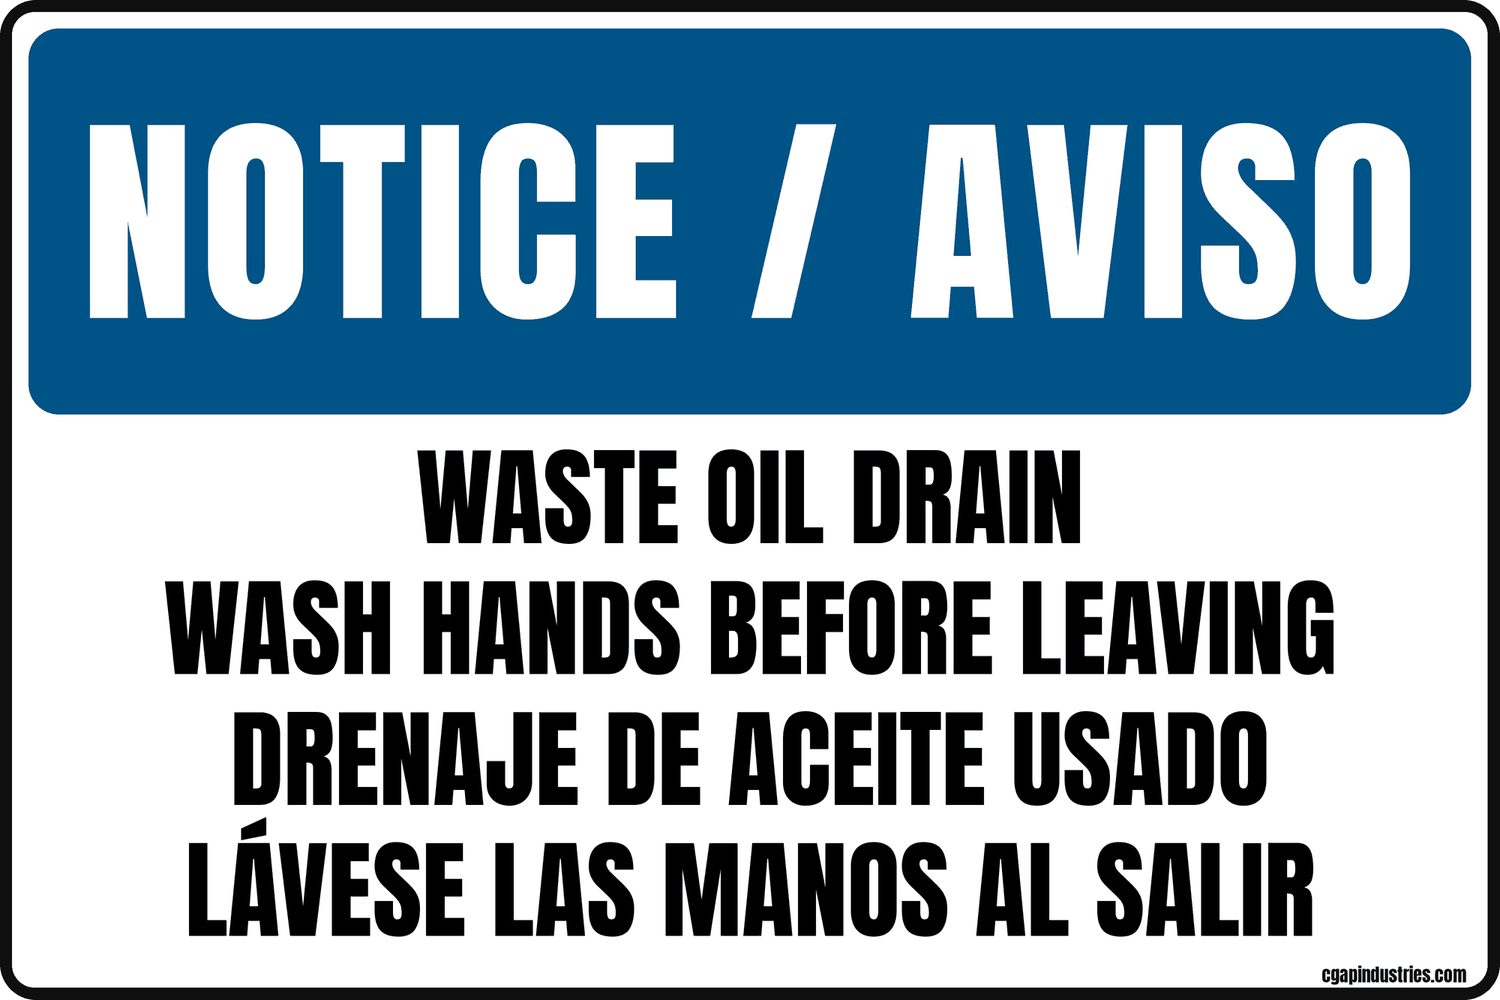 NOTICE / AVISO
WASTE OIL DRAIN
WASH HANDS BEFORE LEAVING
DRENAJE DE ACEITE USADO
LÁVESE LAS MANOS AL SALIR
cgapindustries.com